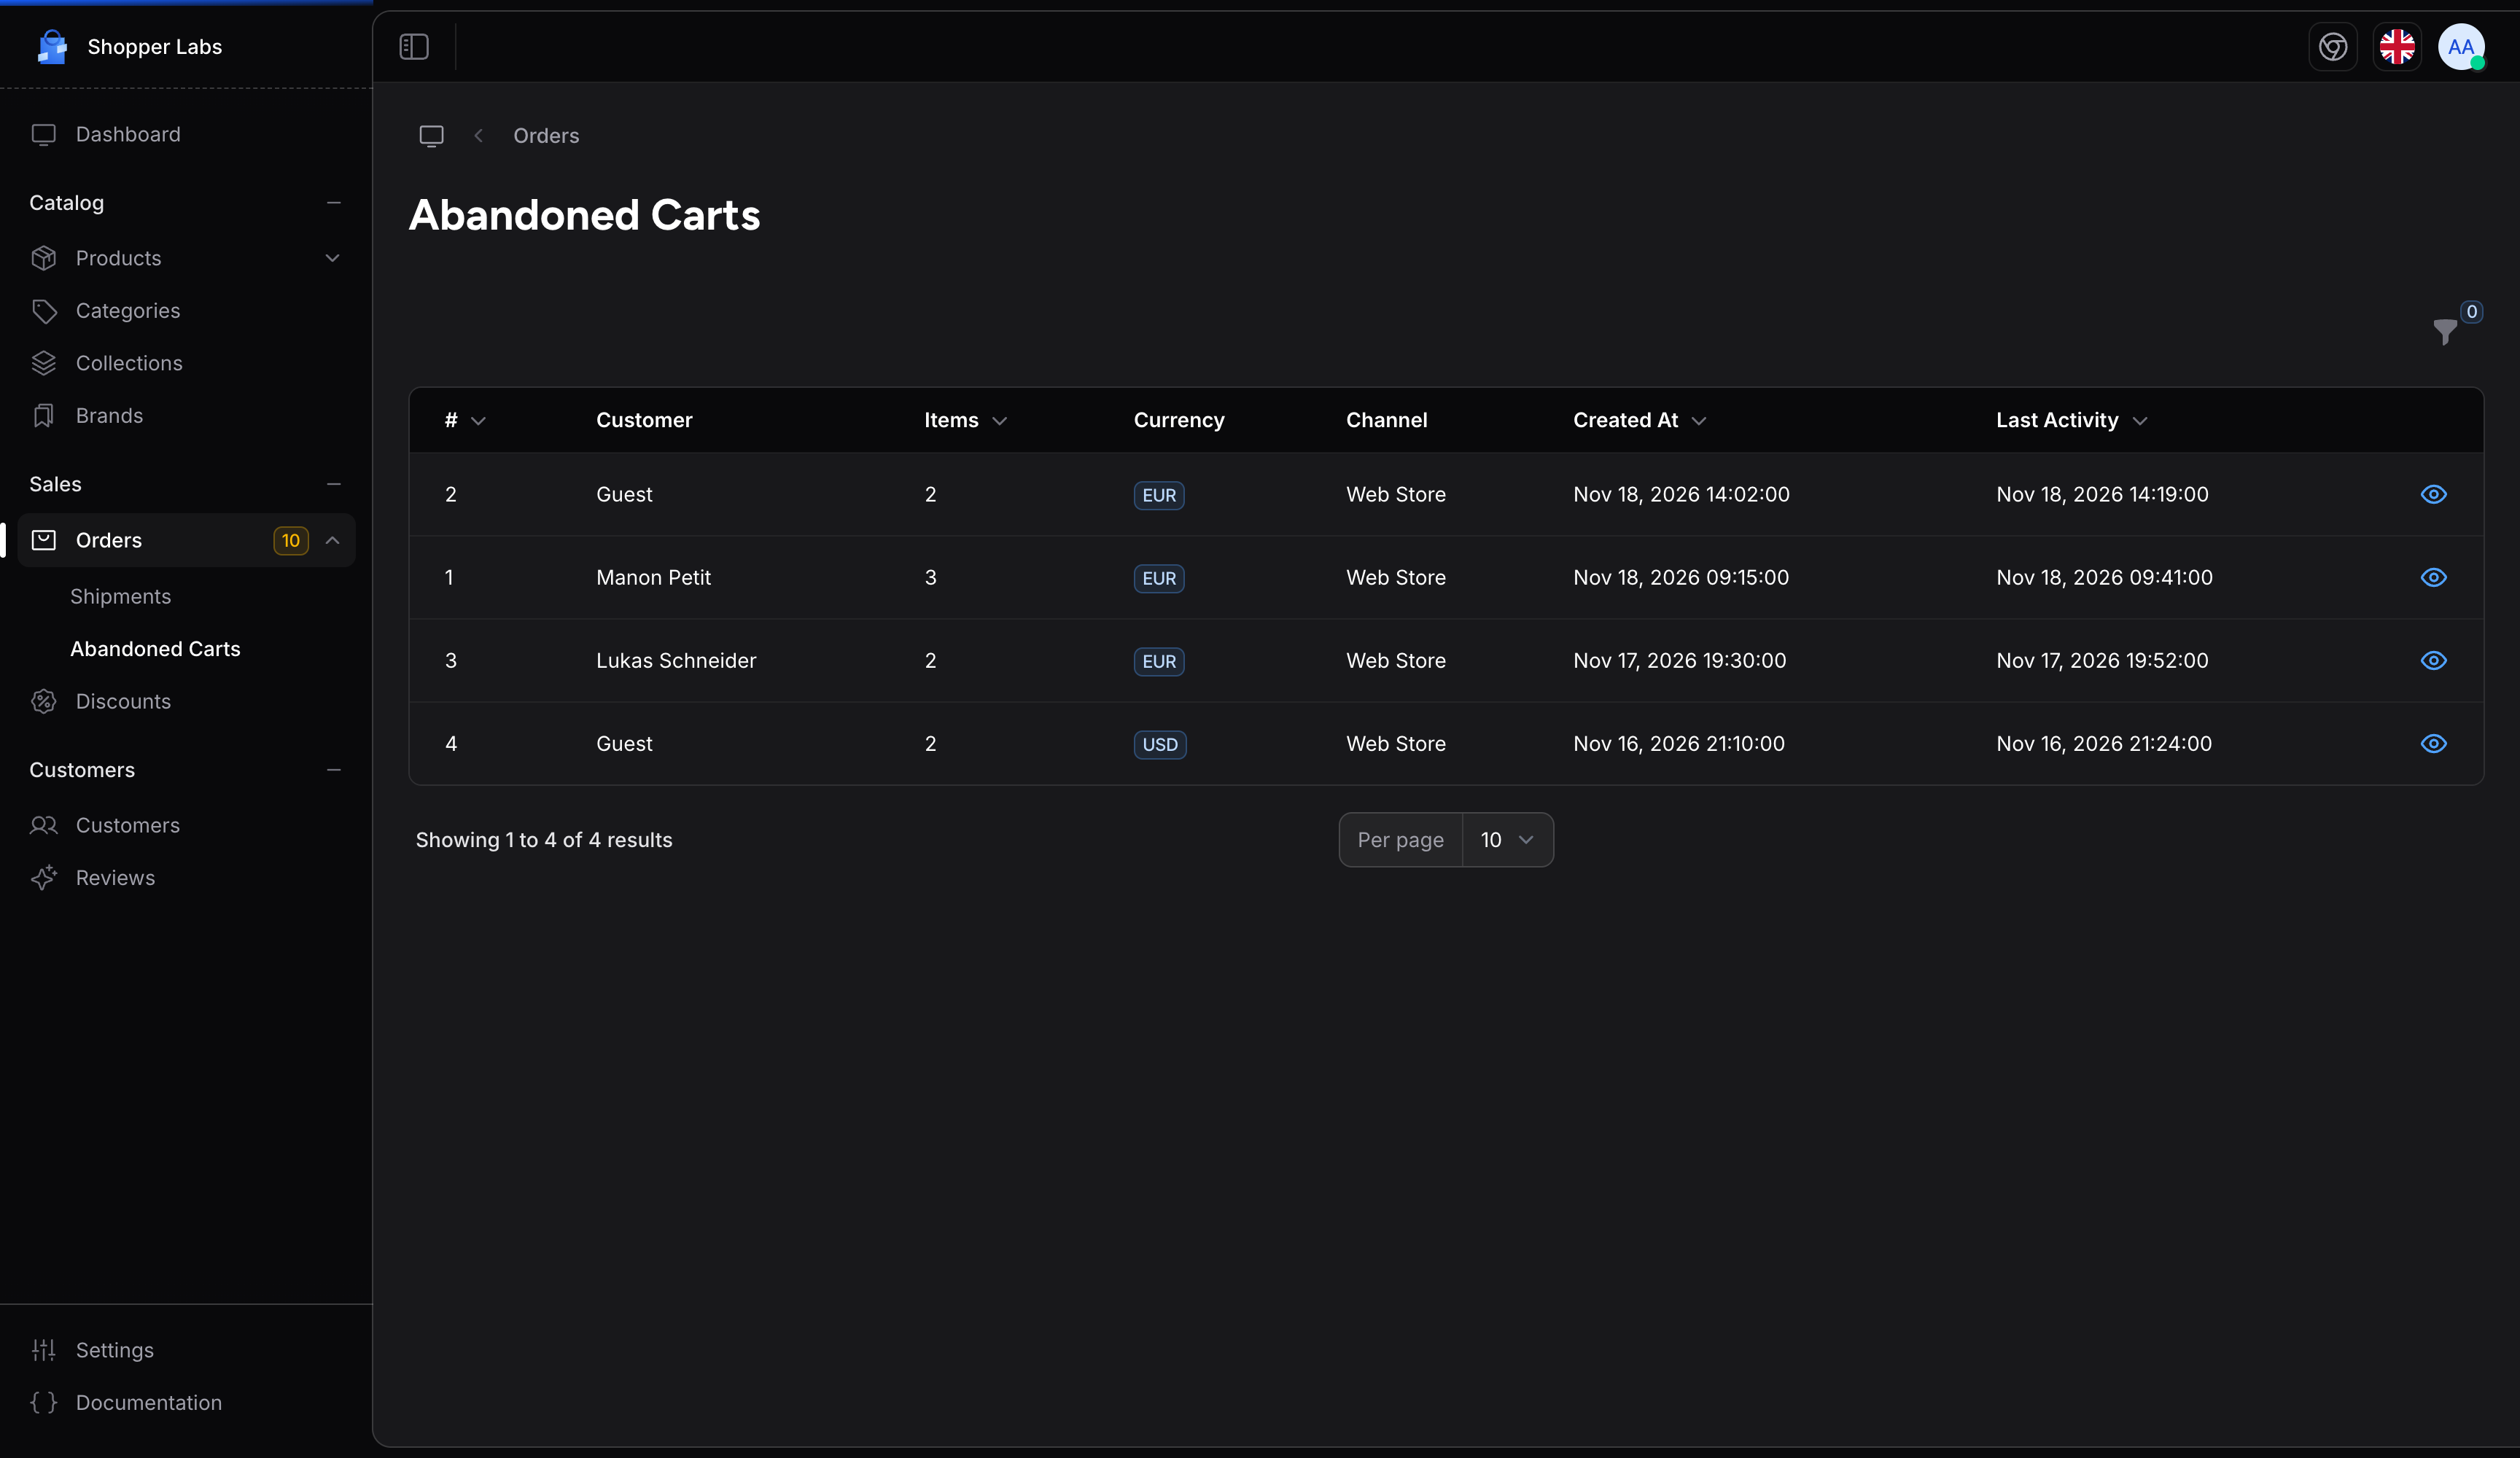 Shopper Labs
AA
Dashboard
Catalog
Products
Categories
Collections
Brands
Sales
Orders 10
Shipments
Abandoned Carts
Discounts
Customers
Customers
Reviews
Settings
Documentation
Orders
Abandoned Carts
0
# Customer Items Currency Channel Created At Last Activity
2 Guest 2 EUR Web Store Nov 18, 2026 14:02:00 Nov 18, 2026 14:19:00
1 Manon Petit 3 EUR Web Store Nov 18, 2026 09:15:00 Nov 18, 2026 09:41:00
3 Lukas Schneider 2 EUR Web Store Nov 17, 2026 19:30:00 Nov 17, 2026 19:52:00
4 Guest 2 USD Web Store Nov 16, 2026 21:10:00 Nov 16, 2026 21:24:00
Showing 1 to 4 of 4 results
Per page 10